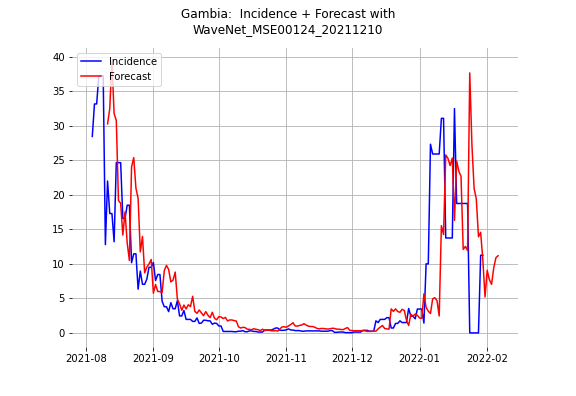 Gambia:  Incidence + Forecast with
WaveNet_MSE00124_20211210
Incidence
Forecast
40
35
30
25
20
15
10
5
0
2021-08 2021-09 2021-10 2021-11 2021-12 2022-01 2022-02